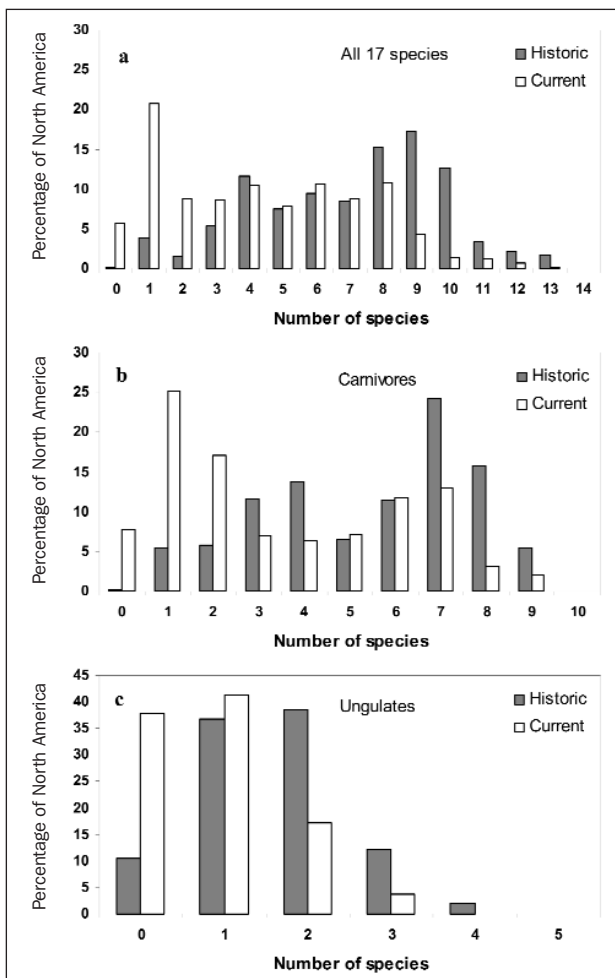 a
All 17 species
Historic
Current
Percentage of North America
30
25
20
15
10
5
0
0 1 2 3 4 5 6 7 8 9 10 11 12 13 14
Number of species
b
Carnivores
Historic
Current
Percentage of North America
30
25
20
15
10
5
0
0 1 2 3 4 5 6 7 8 9 10
Number of species
c
Ungulates
Historic
Current
Percentage of North America
45
40
35
30
25
20
15
10
5
0
0 1 2 3 4 5
Number of species